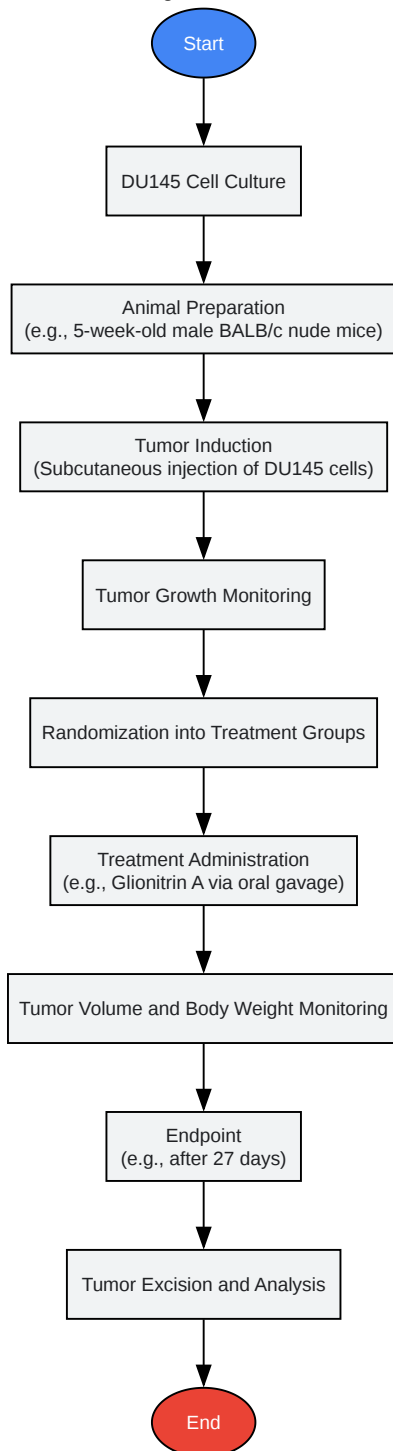 Start
DU145 Cell Culture
Animal Preparation
(e.g., 5-week-old male BALB/c nude mice)
Tumor Induction
(Subcutaneous injection of DU145 cells)
Tumor Growth Monitoring
Randomization into Treatment Groups
Treatment Administration
(e.g., Glionitrin A via oral gavage)
Tumor Volume and Body Weight Monitoring
Endpoint
(e.g., after 27 days)
Tumor Excision and Analysis
End